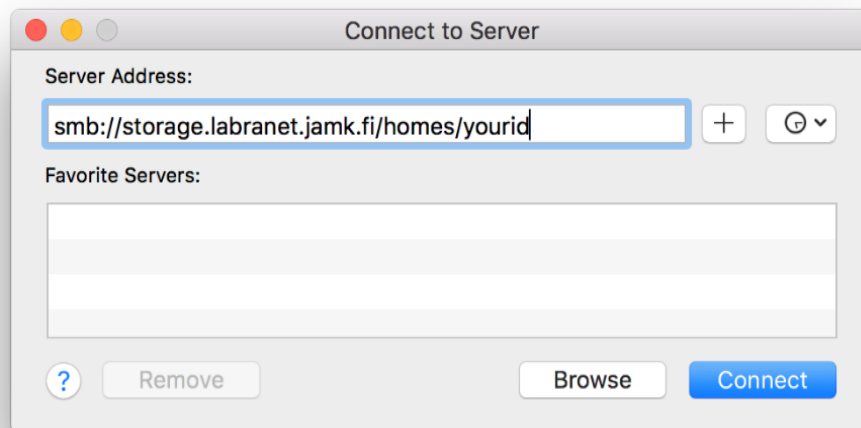 Connect to Server
Server Address:
smb://storage.labranet.jamk.fi/homes/yourid
Favorite Servers:
? Remove Browse Connect